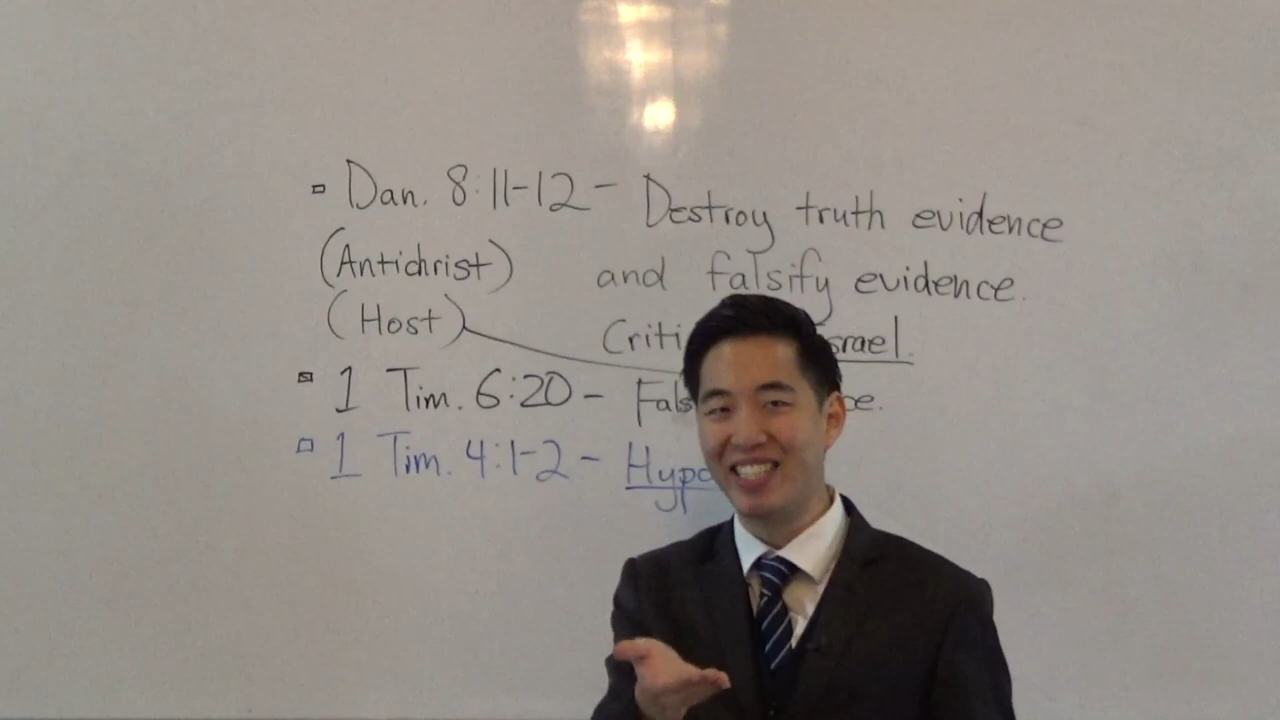 Dan. 8:11-12 - Destroy truth evidence
(Antichrist) and falsify evidence.
(Host)
1 Tim. 6:20 -
1 Tim. 4:1-2 -